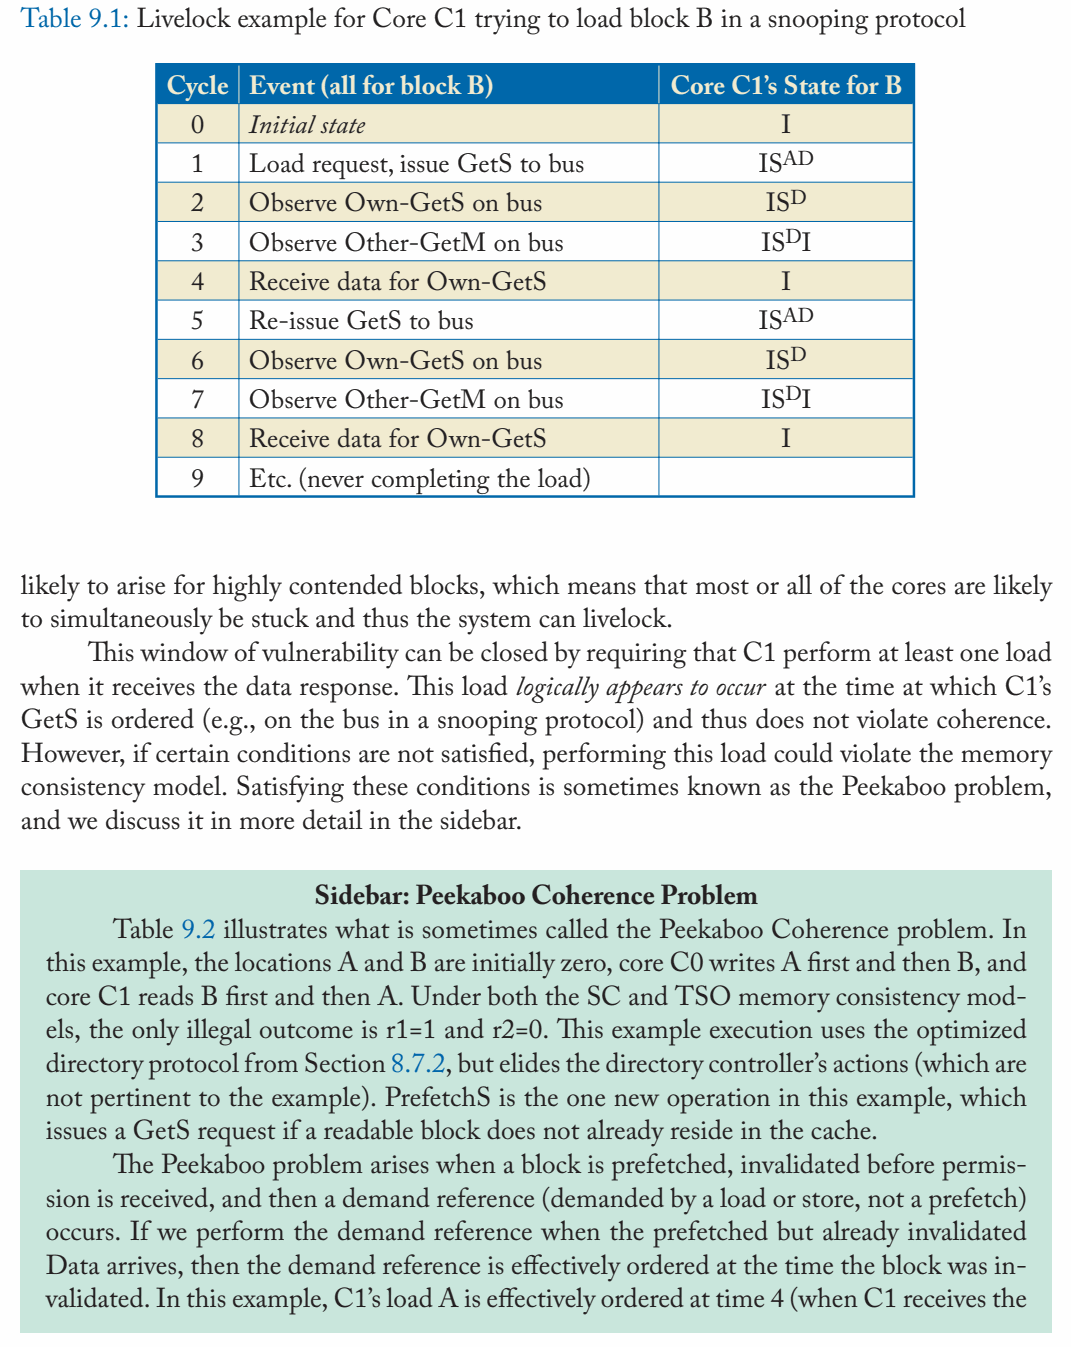 Table 9.1: Livelock example for Core C1 trying to load block B in a snooping protocol
Cycle Event (all for block B) Core C1’s State for B
0 Initial state I
1 Load request, issue GetS to bus ISAD
2 Observe Own-GetS on bus ISD
3 Observe Other-GetM on bus ISDI
4 Receive data for Own-GetS I
5 Re-issue GetS to bus ISAD
6 Observe Own-GetS on bus ISD
7 Observe Other-GetM on bus ISDI
8 Receive data for Own-GetS I
9 Etc. (never completing the load)
likely to arise for highly contended blocks, which means that most or all of the cores are likely
to simultaneously be stuck and thus the system can livelock.
This window of vulnerability can be closed by requiring that C1 perform at least one load
when it receives the data response. This load logically appears to occur at the time at which C1’s
GetS is ordered (e.g., on the bus in a snooping protocol) and thus does not violate coherence.
However, if certain conditions are not satisfied, performing this load could violate the memory
consistency model. Satisfying these conditions is sometimes known as the Peekaboo problem,
and we discuss it in more detail in the sidebar.
Sidebar: Peekaboo Coherence Problem
Table 9.2 illustrates what is sometimes called the Peekaboo Coherence problem. In
this example, the locations A and B are initially zero, core C0 writes A first and then B, and
core C1 reads B first and then A. Under both the SC and TSO memory consistency mod-
els, the only illegal outcome is r1=1 and r2=0. This example execution uses the optimized
directory protocol from Section 8.7.2, but elides the directory controller’s actions (which are
not pertinent to the example). PrefetchS is the one new operation in this example, which
issues a GetS request if a readable block does not already reside in the cache.
The Peekaboo problem arises when a block is prefetched, invalidated before permis-
sion is received, and then a demand reference (demanded by a load or store, not a prefetch)
occurs. If we perform the demand reference when the prefetched but already invalidated
Data arrives, then the demand reference is effectively ordered at the time the block was in-
validated. In this example, C1’s load A is effectively ordered at time 4 (when C1 receives the